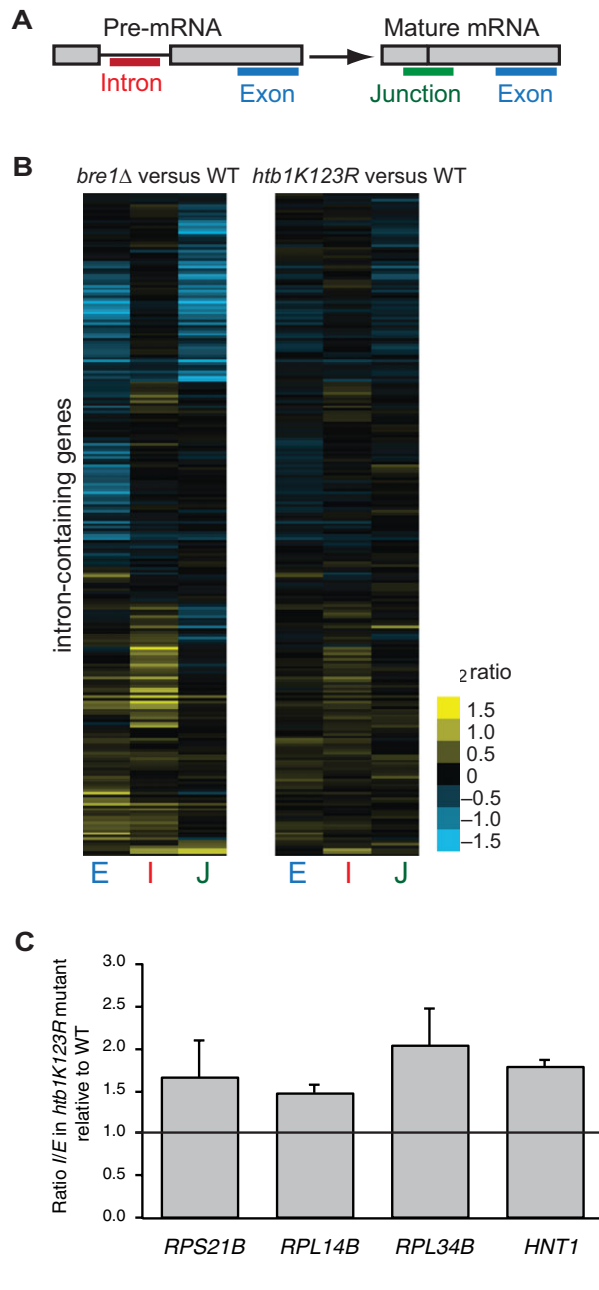 A
Pre-mRNA
Mature mRNA
Intron
Exon
Junction
Exon
B
bre1Δ versus WT
htb1K123R versus WT
intron-containing genes
2 ratio
1.5
1.0
0.5
0
–0.5
–1.0
–1.5
E
I
J
E
I
J
C
Ratio I/E in htb1K123R mutant
relative to WT
3.0
2.5
2.0
1.5
1.0
0.5
0.0
RPS21B
RPL14B
RPL34B
HNT1